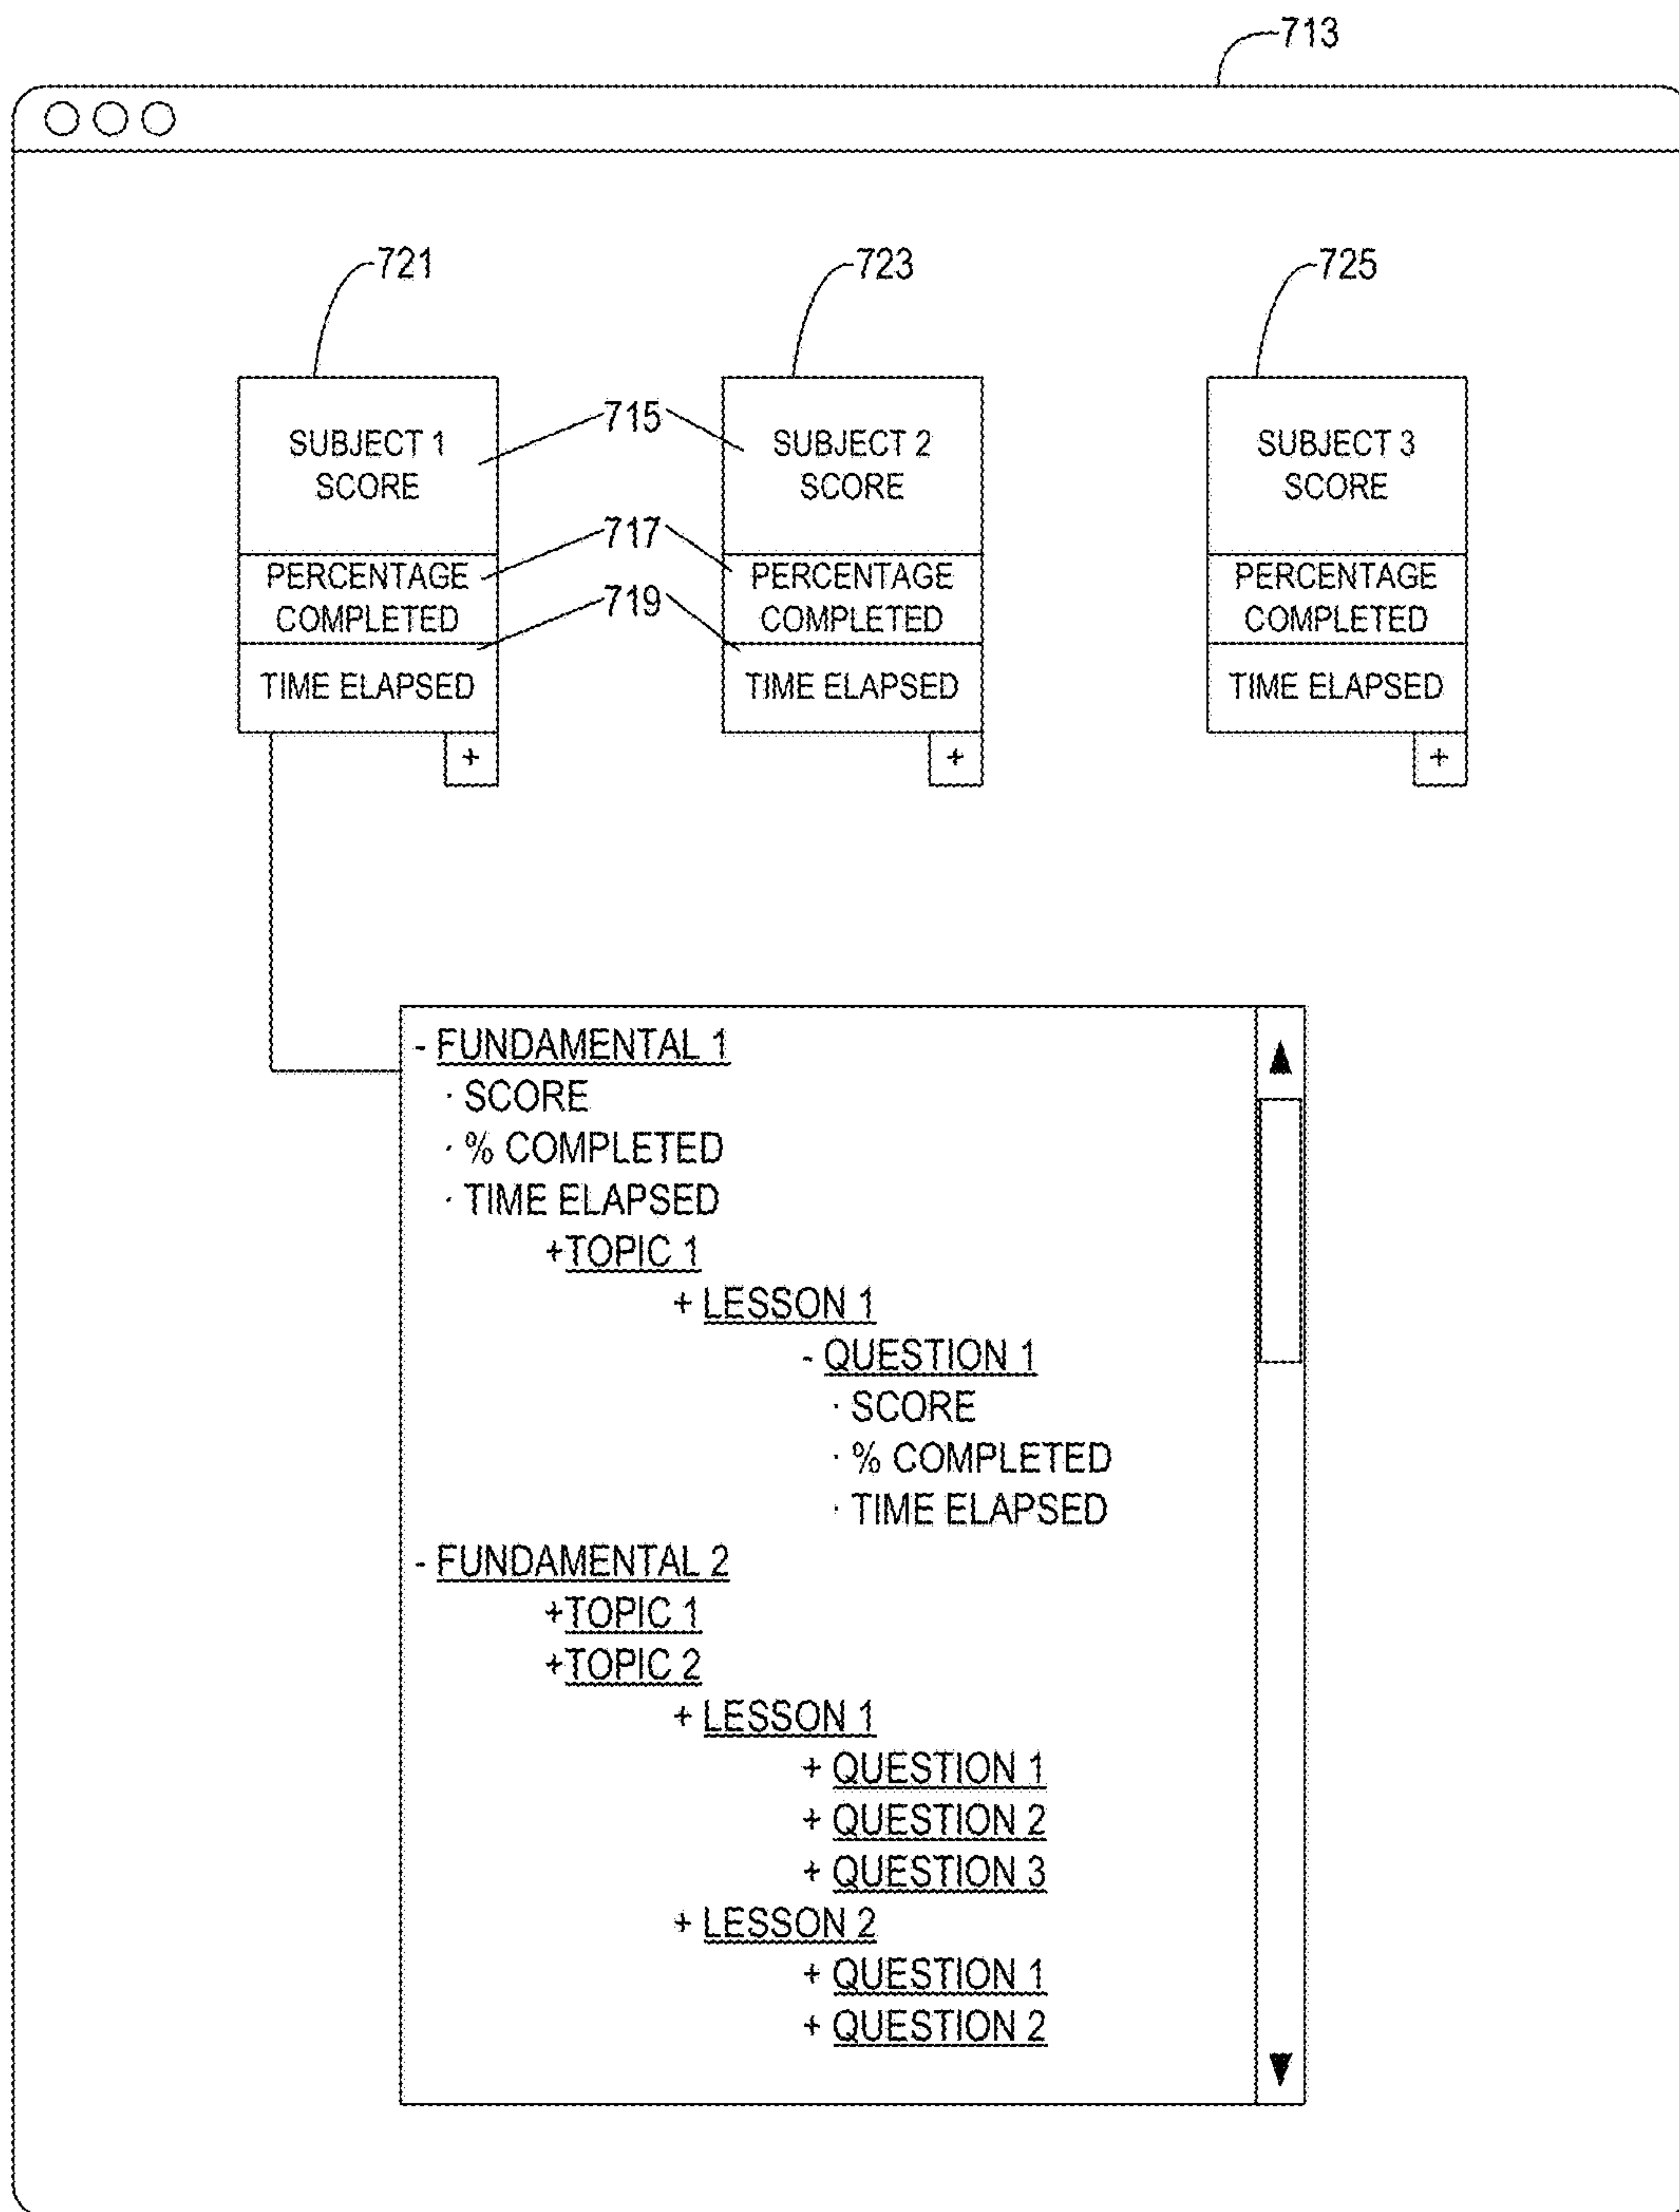 713
721
723
725
SUBJECT 1
SCORE
715
SUBJECT 2
SCORE
SUBJECT 3
SCORE
PERCENTAGE
COMPLETED
717
PERCENTAGE
COMPLETED
PERCENTAGE
COMPLETED
719
TIME ELAPSED
TIME ELAPSED
TIME ELAPSED
+
+
+
- FUNDAMENTAL 1
· SCORE
· % COMPLETED
· TIME ELAPSED
+TOPIC 1
+ LESSON 1
- QUESTION 1
· SCORE
· % COMPLETED
· TIME ELAPSED
- FUNDAMENTAL 2
+TOPIC 1
+TOPIC 2
+ LESSON 1
+ QUESTION 1
+ QUESTION 2
+ QUESTION 3
+ LESSON 2
+ QUESTION 1
+ QUESTION 2